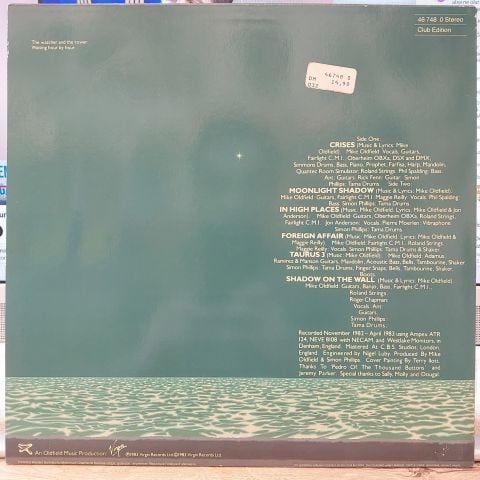 46 748 0 Stereo
Club Edition
The watcher and the tower
Waiting hour by hour
46748 0
DM
032 14,90
Side One:
CRISES (Music & Lyrics: Mike
Oldfield). Mike Oldfield: Vocals, Guitars,
Fairlight C.M.I., Oberheim OBXa, DSX and DMX,
Simmons Drums, Bass, Piano, Prophet, Farfisa, Harp, Mandolin,
Quantec Room Simulator, Roland Strings. Phil Spalding: Bass.
Ant: Guitars. Rick Fenn: Guitar. Simon
Phillips: Tama Drums. Side Two:
MOONLIGHT SHADOW (Music & Lyrics: Mike Oldfield).
Mike Oldfield: Guitars, Fairlight C.M.I. Maggie Reilly: Vocals. Phil Spalding:
Bass. Simon Phillips: Tama Drums.
IN HIGH PLACES (Music: Mike Oldfield, Lyrics: Mike Oldfield & Jon
Anderson). Mike Oldfield: Guitars, Oberheim OBXa, Roland Strings,
Fairlight C.M.I. Jon Anderson: Vocals. Pierre Moerlen: Vibraphone.
Simon Phillips: Tama Drums.
FOREIGN AFFAIR (Music: Mike Oldfield; Lyrics: Mike Oldfield &
Maggie Reilly). Mike Oldfield: Fairlight C.M.I., Roland Strings.
Maggie Reilly: Vocals. Simon Phillips: Tama Drums & Shaker.
TAURUS 3 (Music: Mike Oldfield). Mike Oldfield: Adamus,
Ramirez & Manson Guitars, Mandolin, Acoustic Bass, Bells, Tambourine, Shaker.
Simon Phillips: Tama Drums, Finger Snaps, Bells, Tambourine, Shaker,
Boots.
SHADOW ON THE WALL (Music & Lyrics: Mike Oldfield)
Mike Oldfield: Guitars, Banjo, Bass, Fairlight C.M.I.,
Roland Strings.
Roger Chapman:
Vocals. Ant:
Guitars.
Simon Phillips:
Tama Drums.
Recorded November 1982 – April 1983 using Ampex ATR
124, NEVE 8108 with NECAM, and Westlake Monitors, in
Denham, England. Mastered At C.B.S. Studios, London,
England. Engineered by Nigel Luby. Produced By Mike
Oldfield & Simon Phillips. Cover Painting By Terry Ilott.
Thanks To 'Pedro Of The Thousand Buttons' and
Jeremy Parker. Special thanks to Sally, Molly and Dougal.
An Oldfield Music Production
Virgin
℗1983 Virgin Records Ltd ©1983 Virgin Records Ltd.